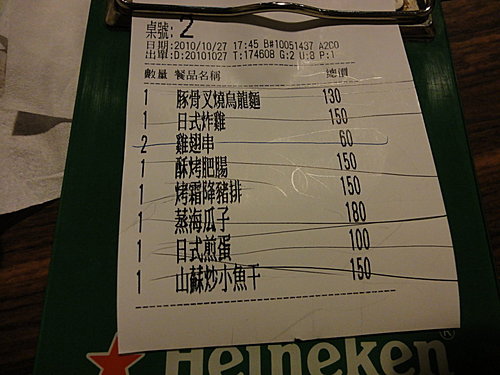 桌號: 2
日期:2010/10/27 17:45 B#10051437 A2C0
出單:D:20101027 T:174608 G:2 U:8 P:1
數量 餐品名稱 總價
1 豚骨叉燒烏龍麵 130
1 日式炸雞 150
2 雞翅串 60
1 酥烤肥腸 150
1 烤霜降豬排 150
1 蒸海瓜子 180
1 日式煎蛋 100
1 山蘇炒小魚干 150
Heineken